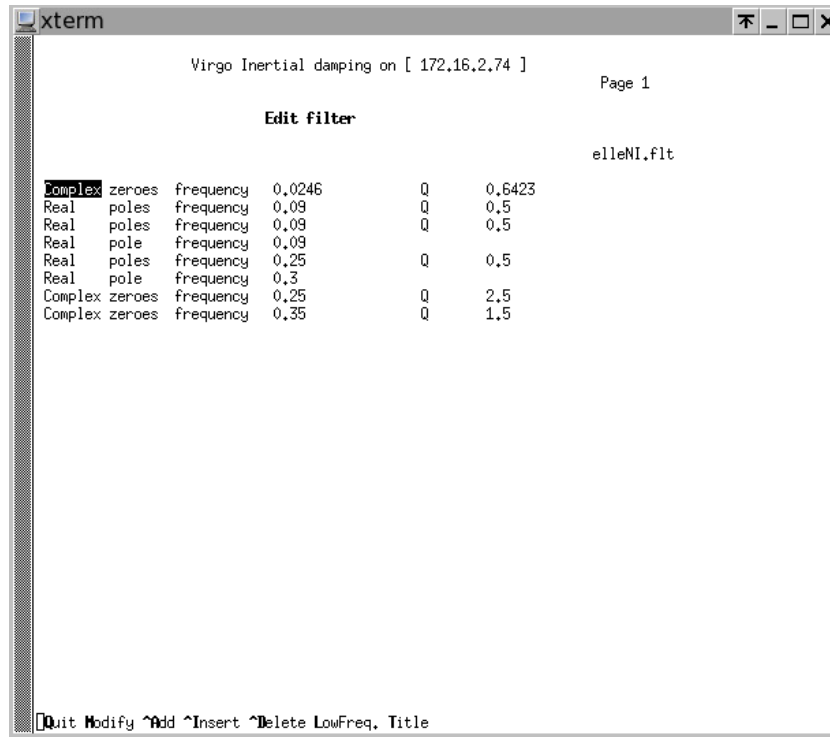 xterm
Virgo Inertial damping on [ 172.16.2.74 ]
Page 1
Edit filter
elleNI.flt
Complex zeroes frequency 0.0246 Q 0.6423
Real poles frequency 0.09 Q 0.5
Real poles frequency 0.09 Q 0.5
Real pole frequency 0.09
Real poles frequency 0.25 Q 0.5
Real pole frequency 0.3
Complex zeroes frequency 0.25 Q 2.5
Complex zeroes frequency 0.35 Q 1.5
Quit Modify ^Add ^Insert ^Delete LowFreq. Title